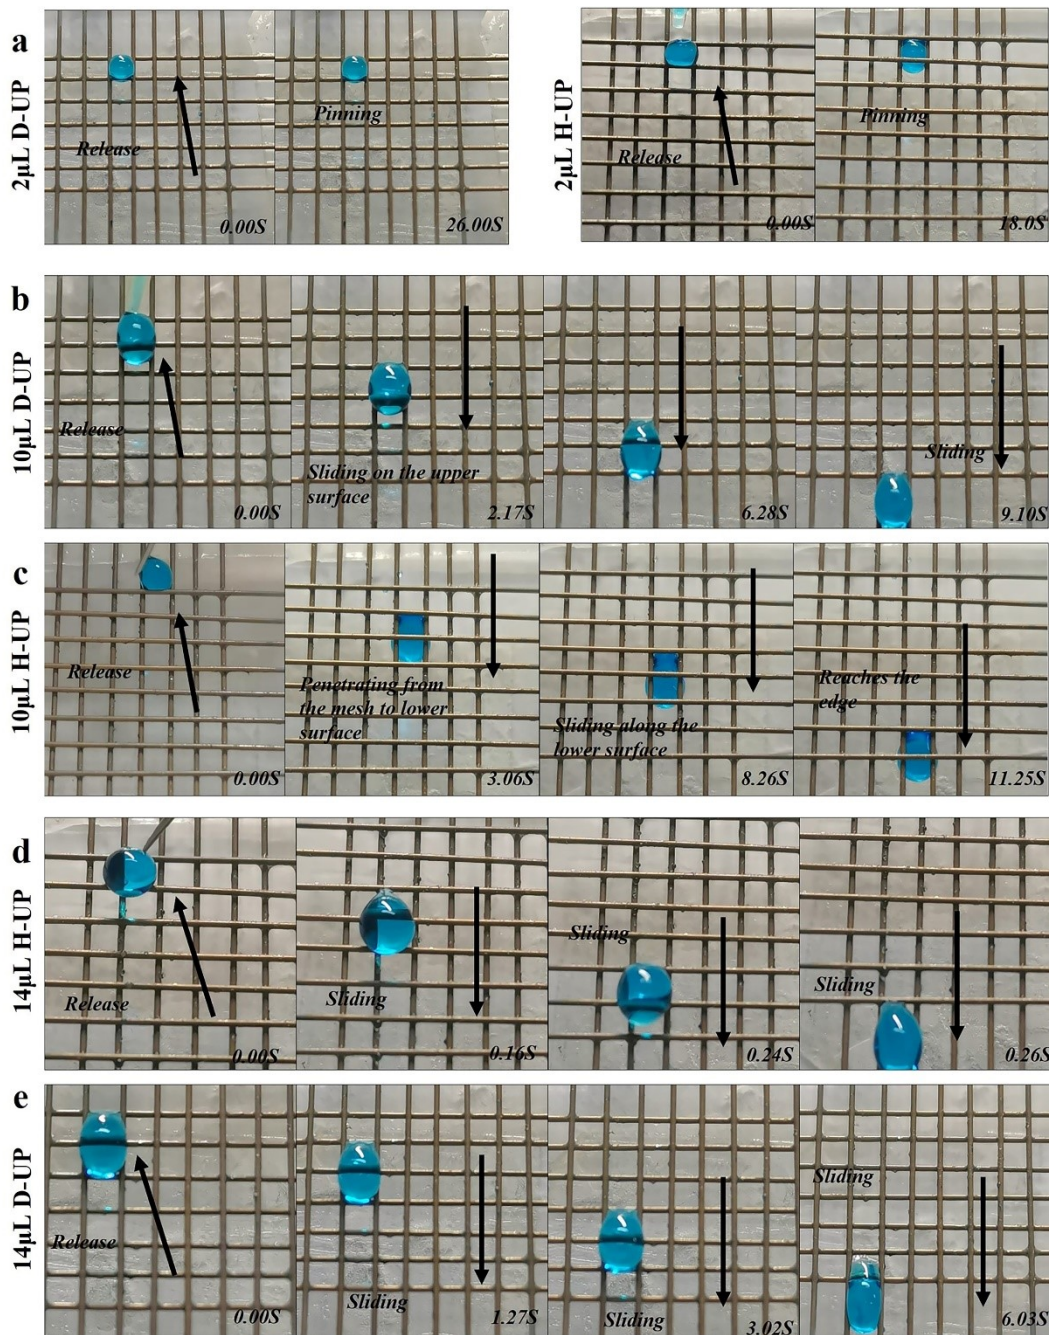 a
2μL D-UP
Release
0.00S
Pinning
26.00S
2μL H-UP
Release
0.00S
Pinning
18.0S
b
10μL D-UP
Release
0.00S
Sliding on the upper
surface
2.17S
6.28S
Sliding
9.10S
c
10μL H-UP
Release
0.00S
Penetrating from
the mesh to lower
surface
3.06S
Sliding along the
lower surface
8.26S
Reaches the
edge
11.25S
d
14μL H-UP
Release
0.00S
Sliding
0.16S
Sliding
0.24S
Sliding
0.26S
e
14μL D-UP
Release
0.00S
Sliding
1.27S
Sliding
3.02S
Sliding
6.03S